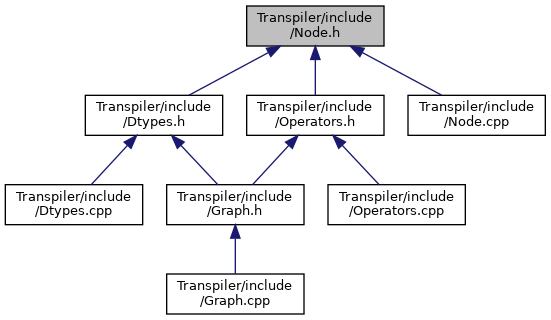 Transpiler/include
/Node.h
Transpiler/include
/Dtypes.h
Transpiler/include
/Operators.h
Transpiler/include
/Node.cpp
Transpiler/include
/Dtypes.cpp
Transpiler/include
/Graph.h
Transpiler/include
/Operators.cpp
Transpiler/include
/Graph.cpp